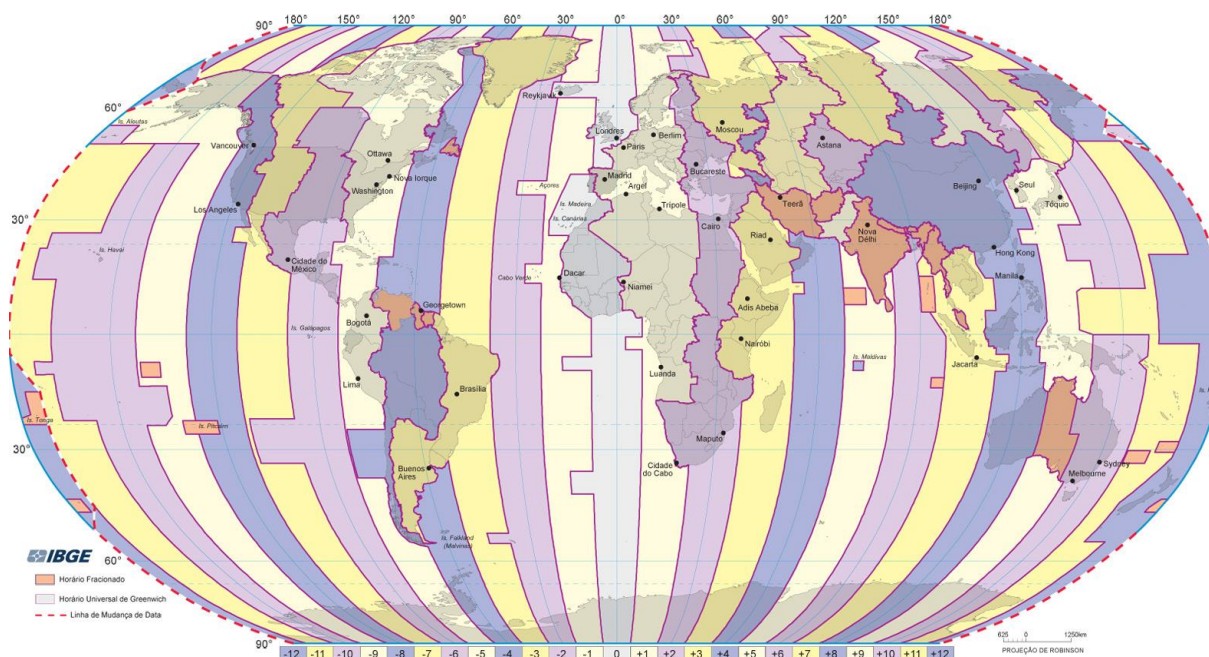 180° 150° 120° 90° 60° 30° 0° 30° 60° 90° 120° 150° 180°
90°
90°
60°
60°
30°
30°
30°
30°
60°
60°
90°
90°
Is. Aleutas
Reykjavik
Vancouver
Ottawa
Nova Iorque
Washington
Los Angeles
Londres
Berlim
Paris
Moscou
Astana
Bucareste
Madrid
Argel
Açores
Is. Madeira
Is. Canárias
Trípole
Cairo
Teerã
Riad
Nova
Délhi
Beijing
Seul
Tóquio
Hong Kong
Manila
Is. Havaí
Cidade do
México
Cabo Verde
Dacar
Niamei
Adis Abeba
Georgetown
Bogotá
Is. Galápagos
Nairóbi
Is. Maldivas
Jacarta
Lima
Brasília
Luanda
Is. Tonga
Is. Pitcairn
Maputo
Buenos
Aires
Cidade
do Cabo
Sydney
Melbourne
Is. Falkland
(Malvinas)
IBGE
Horário Fracionado
Horário Universal de Greenwich
Linha de Mudança de Data
625 0 1250km
PROJEÇÃO DE ROBINSON
-12 -11 -10 -9 -8 -7 -6 -5 -4 -3 -2 -1 0 +1 +2 +3 +4 +5 +6 +7 +8 +9 +10 +11 +12